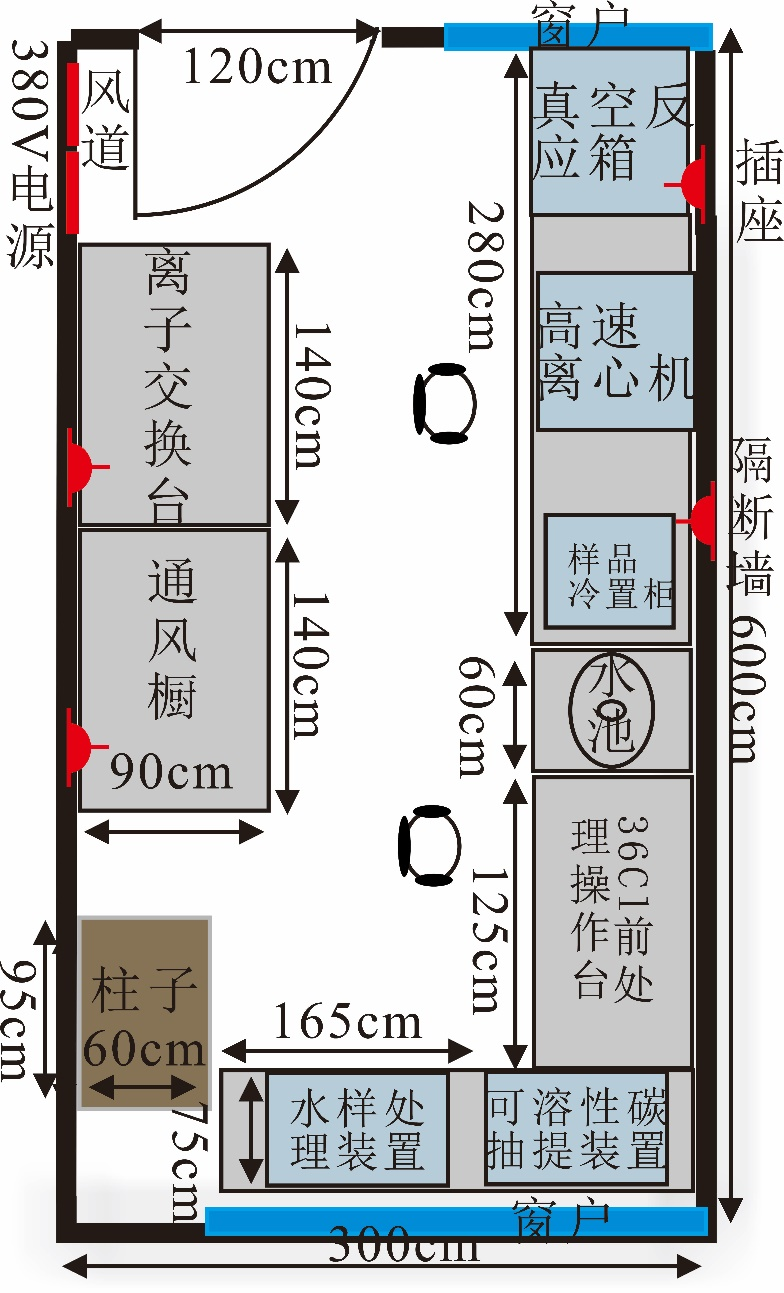 窗户
120cm
380V电源
风道
真空反
应箱
插座
280cm
离子交换台
140cm
高速
离心机
隔断墙
样品
冷置柜
通风橱
140cm
90cm
水池
60cm
600cm
36Cl前处
理操作台
125cm
柱子
60cm
95cm
165cm
75cm
水样处
理装置
可溶性碳
抽提装置
窗户
300cm